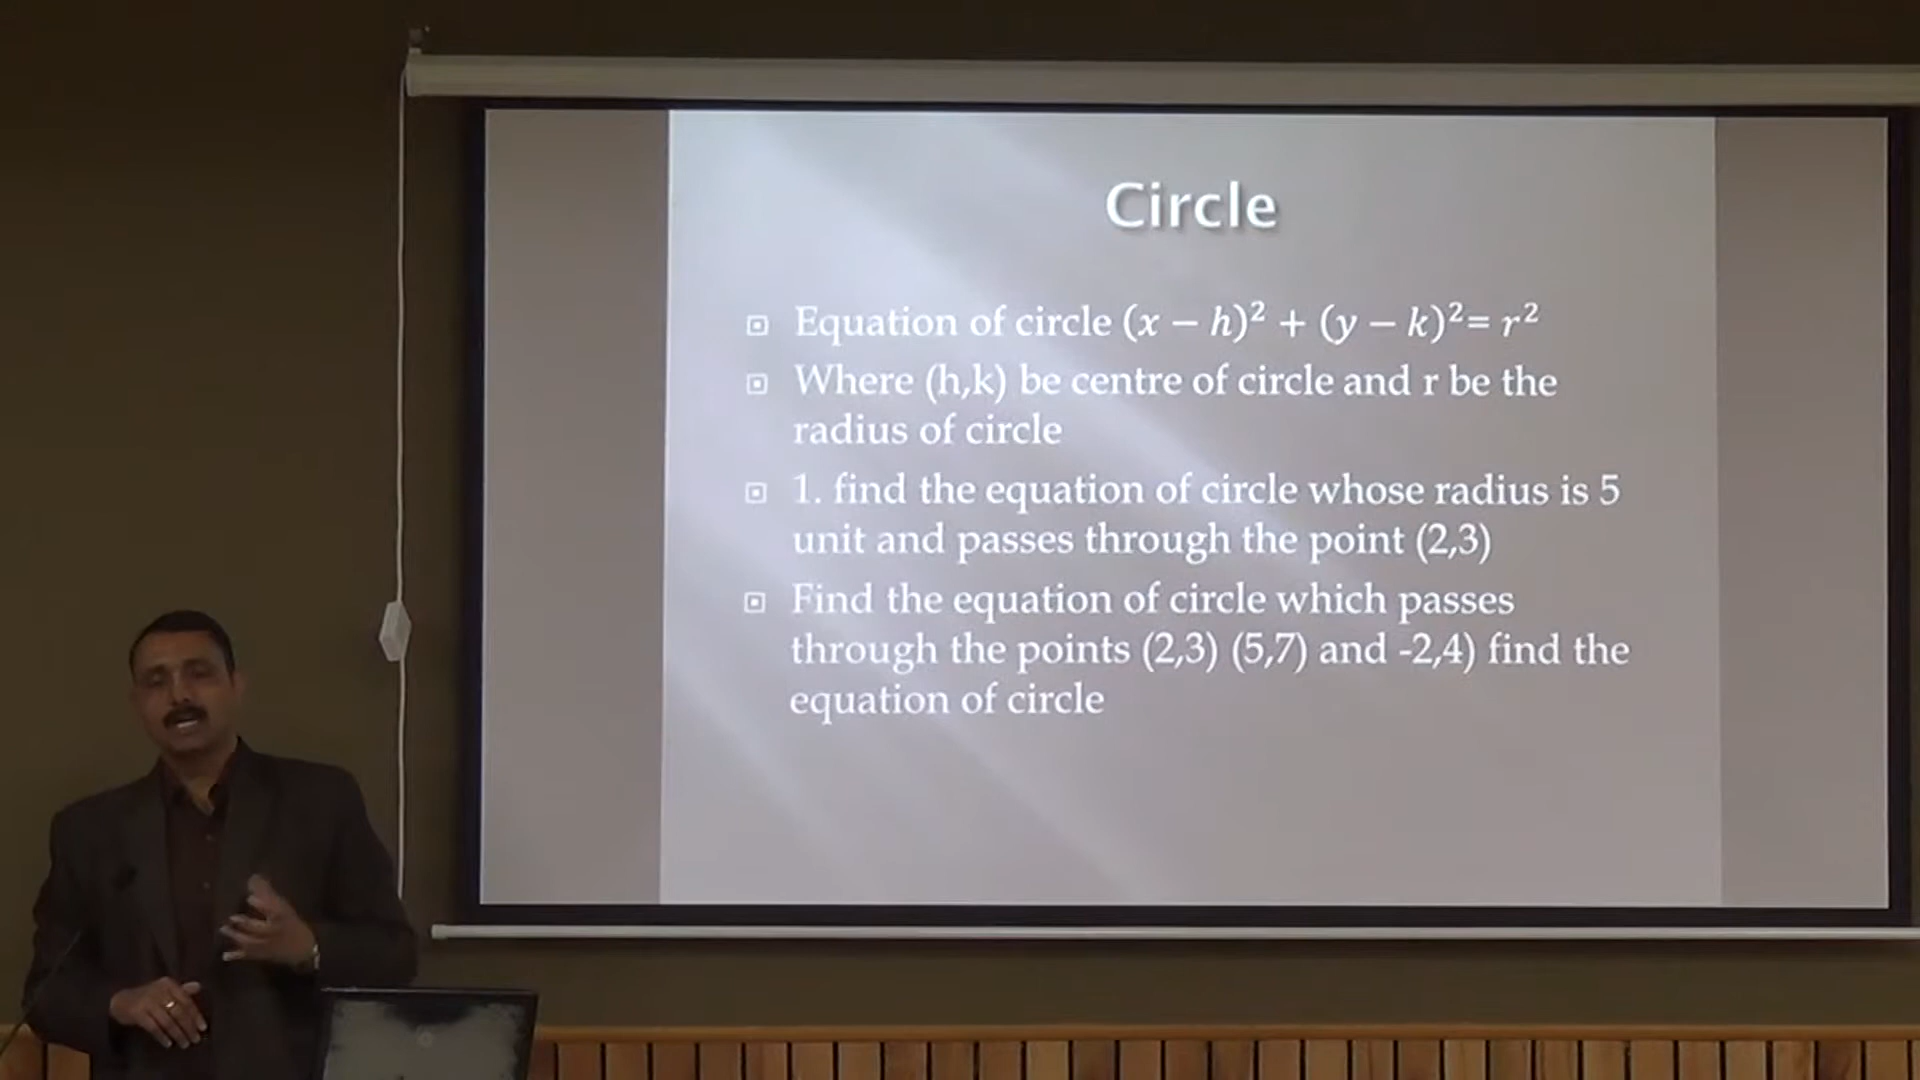 Circle
Equation of circle (x − h)² + (y − k)²= r²
Where (h,k) be centre of circle and r be the
radius of circle
1. find the equation of circle whose radius is 5
unit and passes through the point (2,3)
Find the equation of circle which passes
through the points (2,3) (5,7) and -2,4) find the
equation of circle